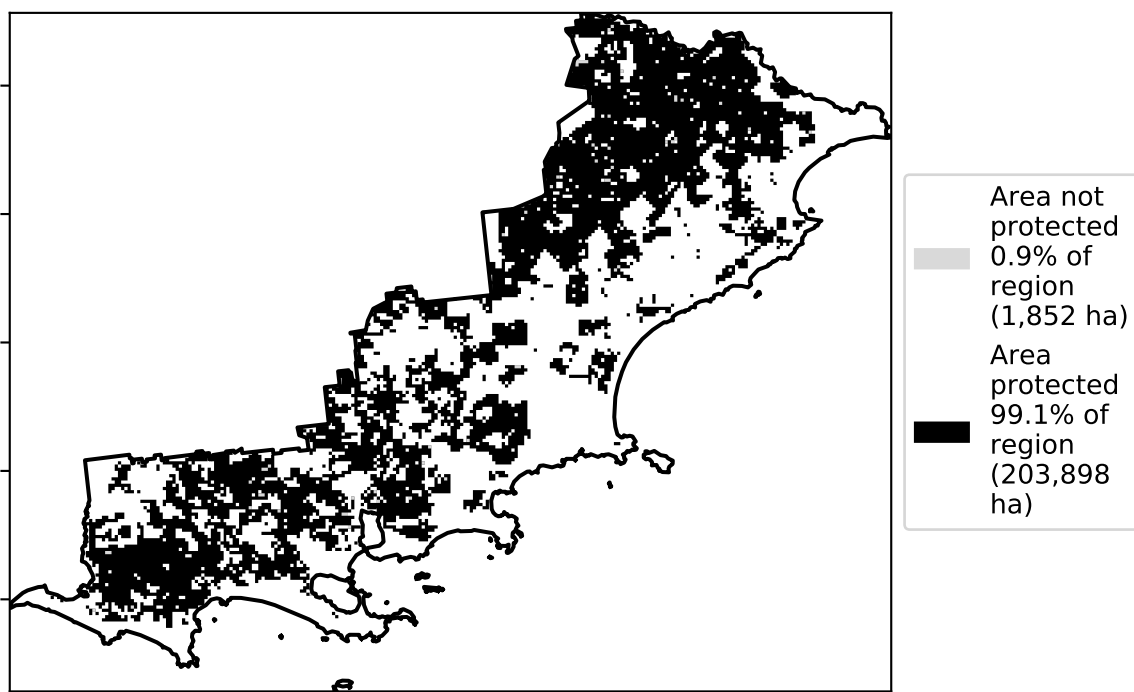 Area not
protected
0.9% of
region
(1,852 ha)
Area
protected
99.1% of
region
(203,898
ha)